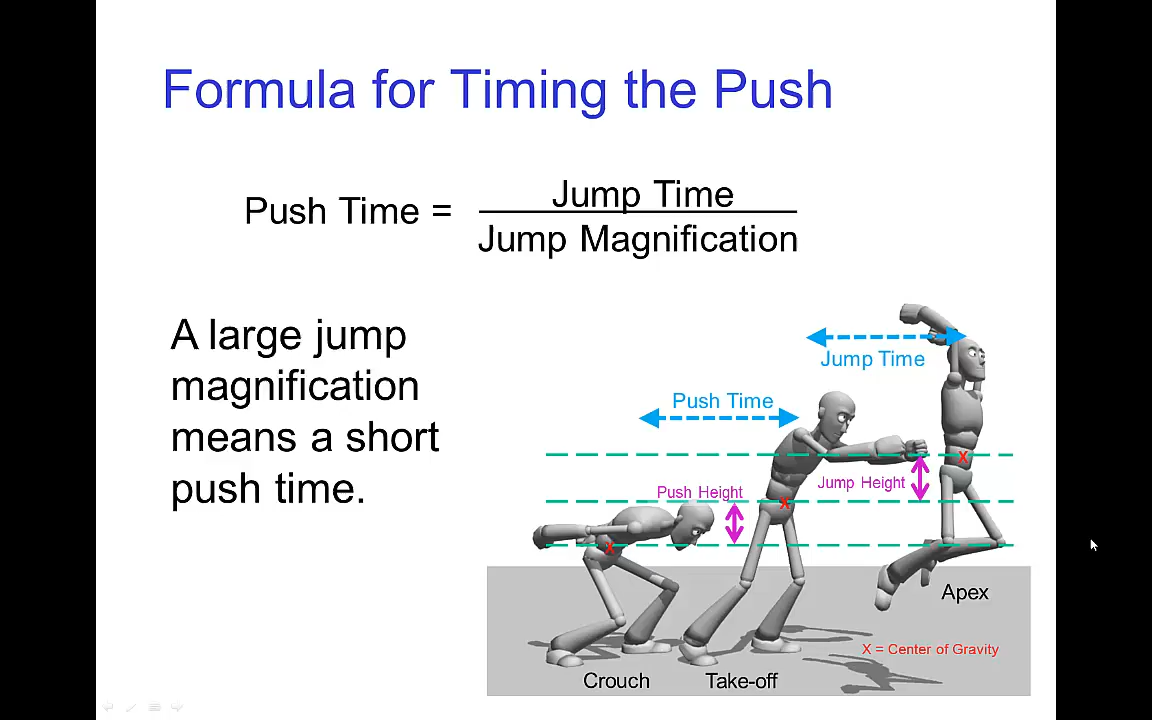 Formula for Timing the Push
Push Time = Jump Time
Jump Magnification
A large jump
magnification
means a short
push time.
Jump Time
Push Time
Jump Height
Push Height
X
X
X
Apex
X = Center of Gravity
Crouch
Take-off